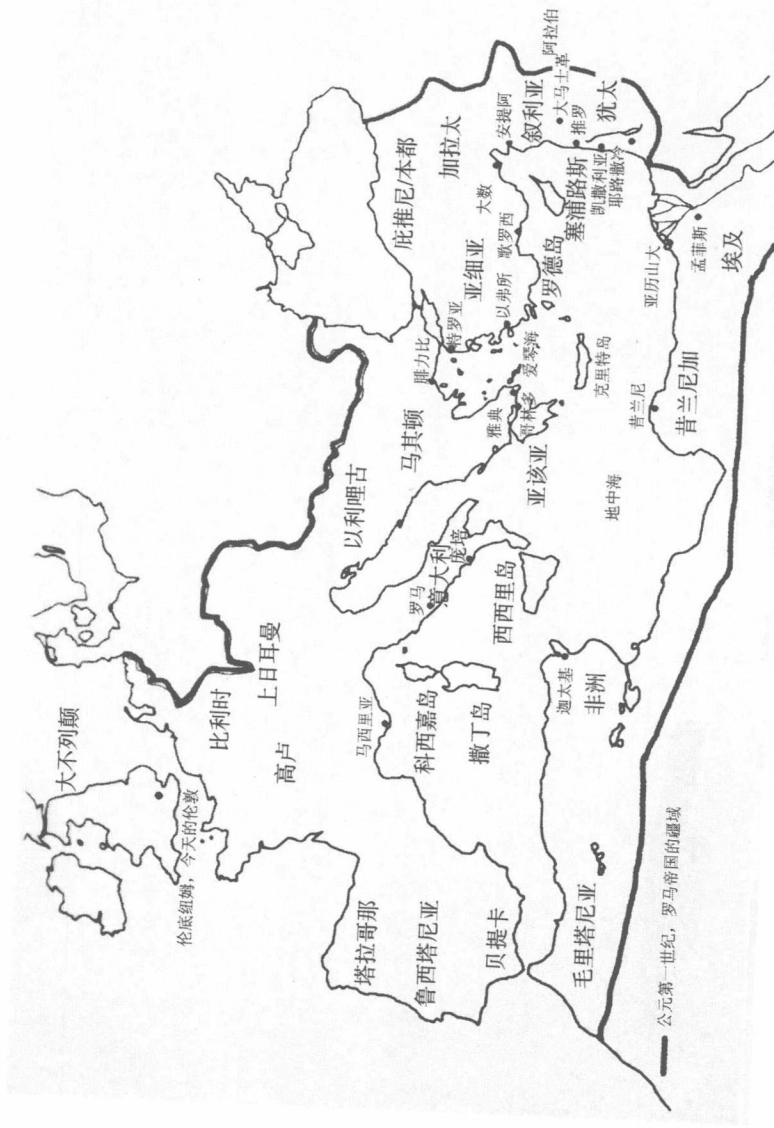 大不列颠
伦底纽姆，今天的伦敦
比利时
上日耳曼
高卢
塔拉哥那
鲁西塔尼亚
贝提卡
马西里亚
科西嘉岛
撒丁岛
罗马
意大利
庞培
西西里岛
以利哩古
马其顿
腓力比
雅典
哥林多
亚该亚
爱琴海
特罗亚
庇推尼/本都
加拉太
亚细亚
以弗所
歌罗西
大数
安提阿
叙利亚
大马士革
阿拉伯
推罗
犹太
凯撒利亚
耶路撒冷
塞浦路斯
罗德岛
克里特岛
地中海
毛里塔尼亚
迦太基
非洲
昔兰尼
昔兰尼加
亚历山大
孟菲斯
埃及
公元第一世纪，罗马帝国的疆域